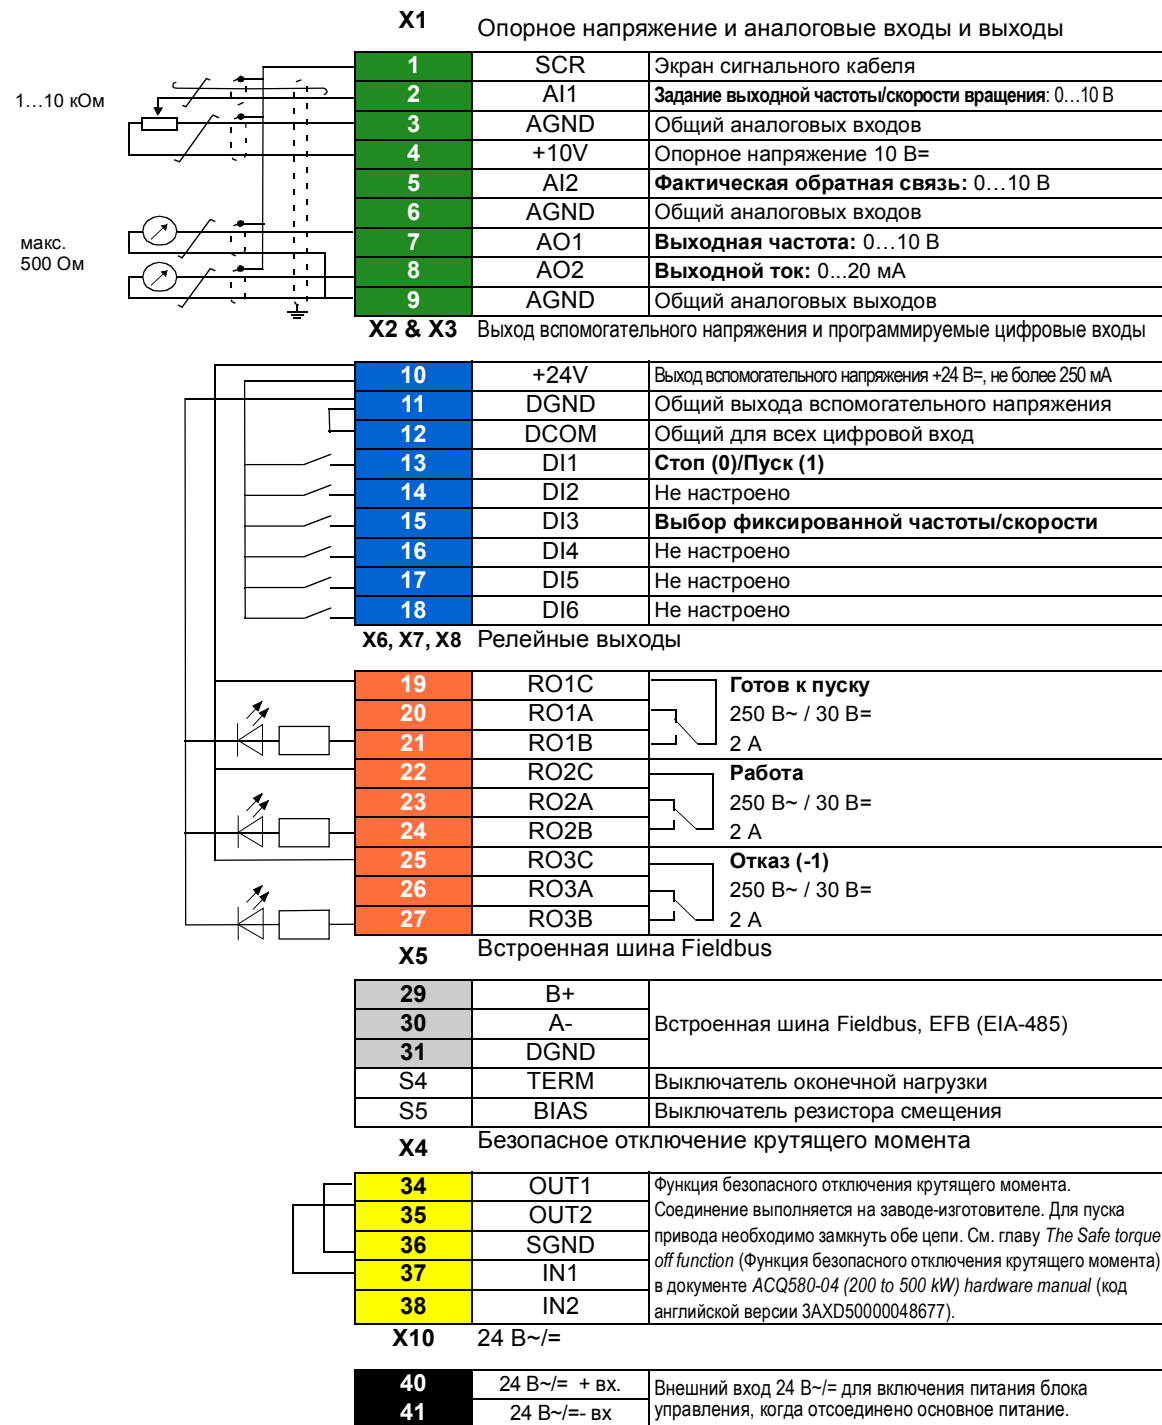 X1 Опорное напряжение и аналоговые входы и выходы
1 SCR Экран сигнального кабеля
1…10 кОм
2 AI1 Задание выходной частоты/скорости вращения: 0…10 В
3 AGND Общий аналоговых входов
4 +10V Опорное напряжение 10 В=
5 AI2 Фактическая обратная связь: 0…10 В
6 AGND Общий аналоговых входов
макс.
500 Ом
7 AO1 Выходная частота: 0…10 В
8 AO2 Выходной ток: 0...20 мА
9 AGND Общий аналоговых выходов
X2 & X3 Выход вспомогательного напряжения и программируемые цифровые входы
10 +24V Выход вспомогательного напряжения +24 В=, не более 250 мА
11 DGND Общий выхода вспомогательного напряжения
12 DCOM Общий для всех цифровой вход
13 DI1 Стоп (0)/Пуск (1)
14 DI2 Не настроено
15 DI3 Выбор фиксированной частоты/скорости
16 DI4 Не настроено
17 DI5 Не настроено
18 DI6 Не настроено
X6, X7, X8 Релейные выходы
19 RO1C Готов к пуску
20 RO1A 250 В~ / 30 В=
21 RO1B 2 А
22 RO2C Работа
23 RO2A 250 В~ / 30 В=
24 RO2B 2 А
25 RO3C Отказ (-1)
26 RO3A 250 В~ / 30 В=
27 RO3B 2 А
X5 Встроенная шина Fieldbus
29 B+
30 A- Встроенная шина Fieldbus, EFB (EIA-485)
31 DGND
S4 TERM Выключатель оконечной нагрузки
S5 BIAS Выключатель резистора смещения
X4 Безопасное отключение крутящего момента
34 OUT1 Функция безопасного отключения крутящего момента.
35 OUT2 Соединение выполняется на заводе-изготовителе. Для пуска
36 SGND привода необходимо замкнуть обе цепи. См. главу The Safe torque
37 IN1 off function (Функция безопасного отключения крутящего момента)
38 IN2 в документе ACQ580-04 (200 to 500 kW) hardware manual (код
английской версии 3AXD50000048677).
X10 24 В~/=
40 24 В~/= + вх. Внешний вход 24 В~/= для включения питания блока
41 24 В~/=- вх управления, когда отсоединено основное питание.